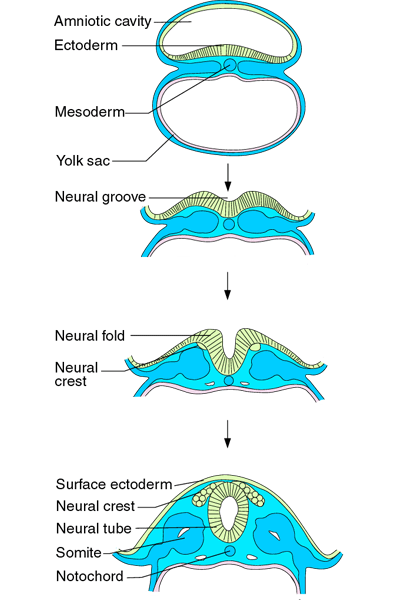 Amniotic cavity
Ectoderm
Mesoderm
Yolk sac
Neural groove
Neural fold
Neural
crest
Surface ectoderm
Neural crest
Neural tube
Somite
Notochord